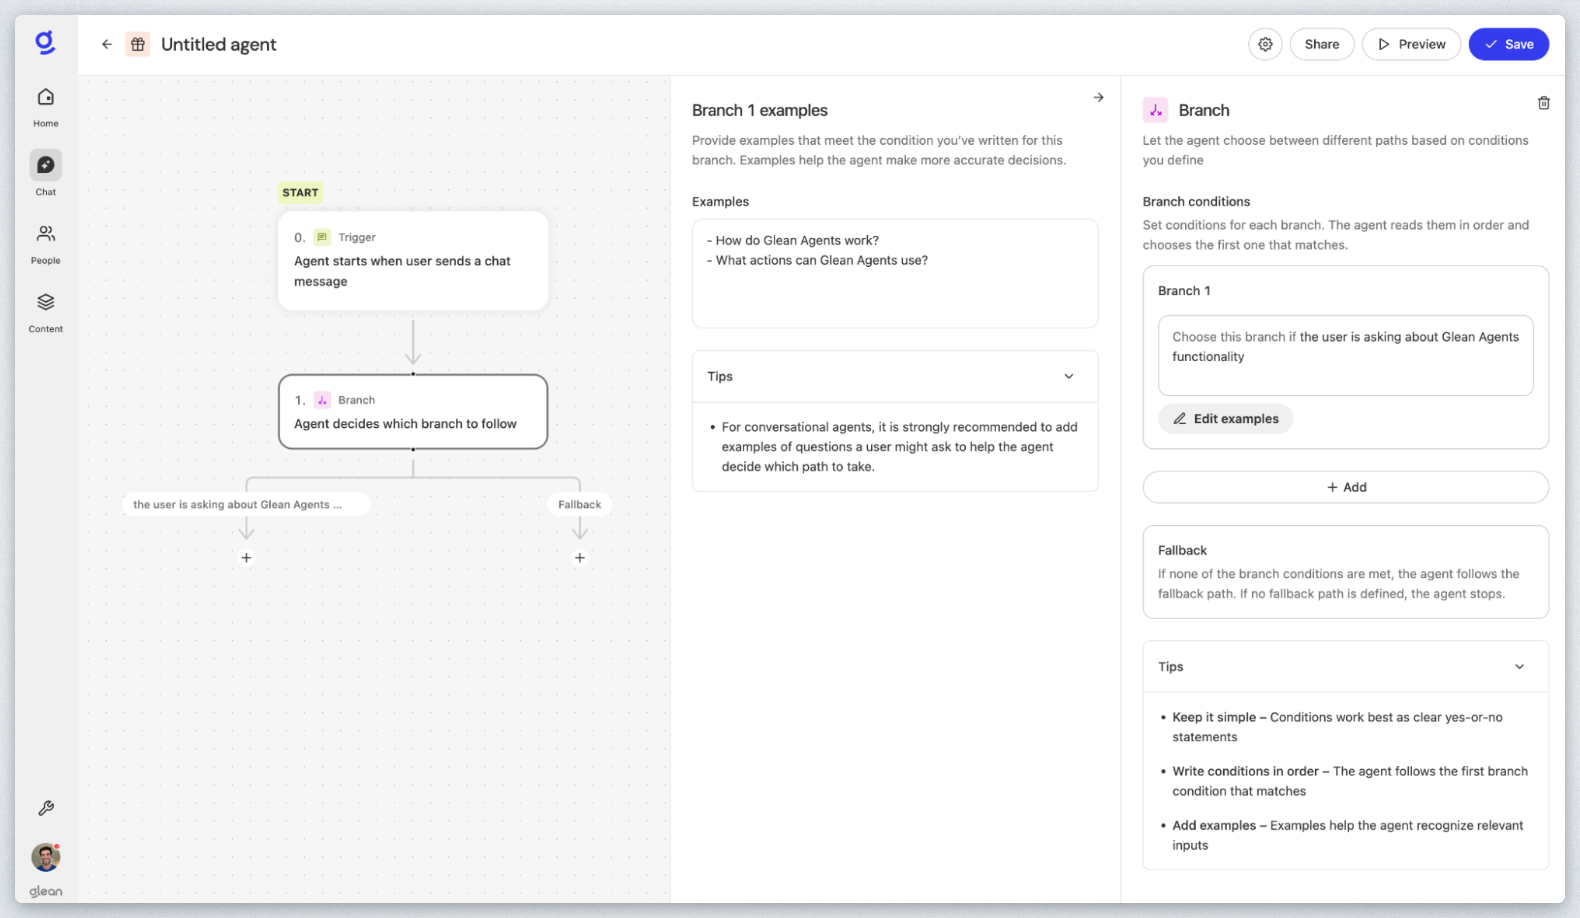 Untitled agent
Share
Preview
Save
Home
Chat
People
Content
glean
START
0. Trigger
Agent starts when user sends a chat
message
1. Branch
Agent decides which branch to follow
the user is asking about Glean Agents ...
Fallback
Branch 1 examples
Provide examples that meet the condition you've written for this
branch. Examples help the agent make more accurate decisions.
Examples
- How do Glean Agents work?
- What actions can Glean Agents use?
Tips
• For conversational agents, it is strongly recommended to add
examples of questions a user might ask to help the agent
decide which path to take.
Branch
Let the agent choose between different paths based on conditions
you define
Branch conditions
Set conditions for each branch. The agent reads them in order and
chooses the first one that matches.
Branch 1
Choose this branch if the user is asking about Glean Agents
functionality
Edit examples
+ Add
Fallback
If none of the branch conditions are met, the agent follows the
fallback path. If no fallback path is defined, the agent stops.
Tips
• Keep it simple – Conditions work best as clear yes-or-no
statements
• Write conditions in order – The agent follows the first branch
condition that matches
• Add examples – Examples help the agent recognize relevant
inputs